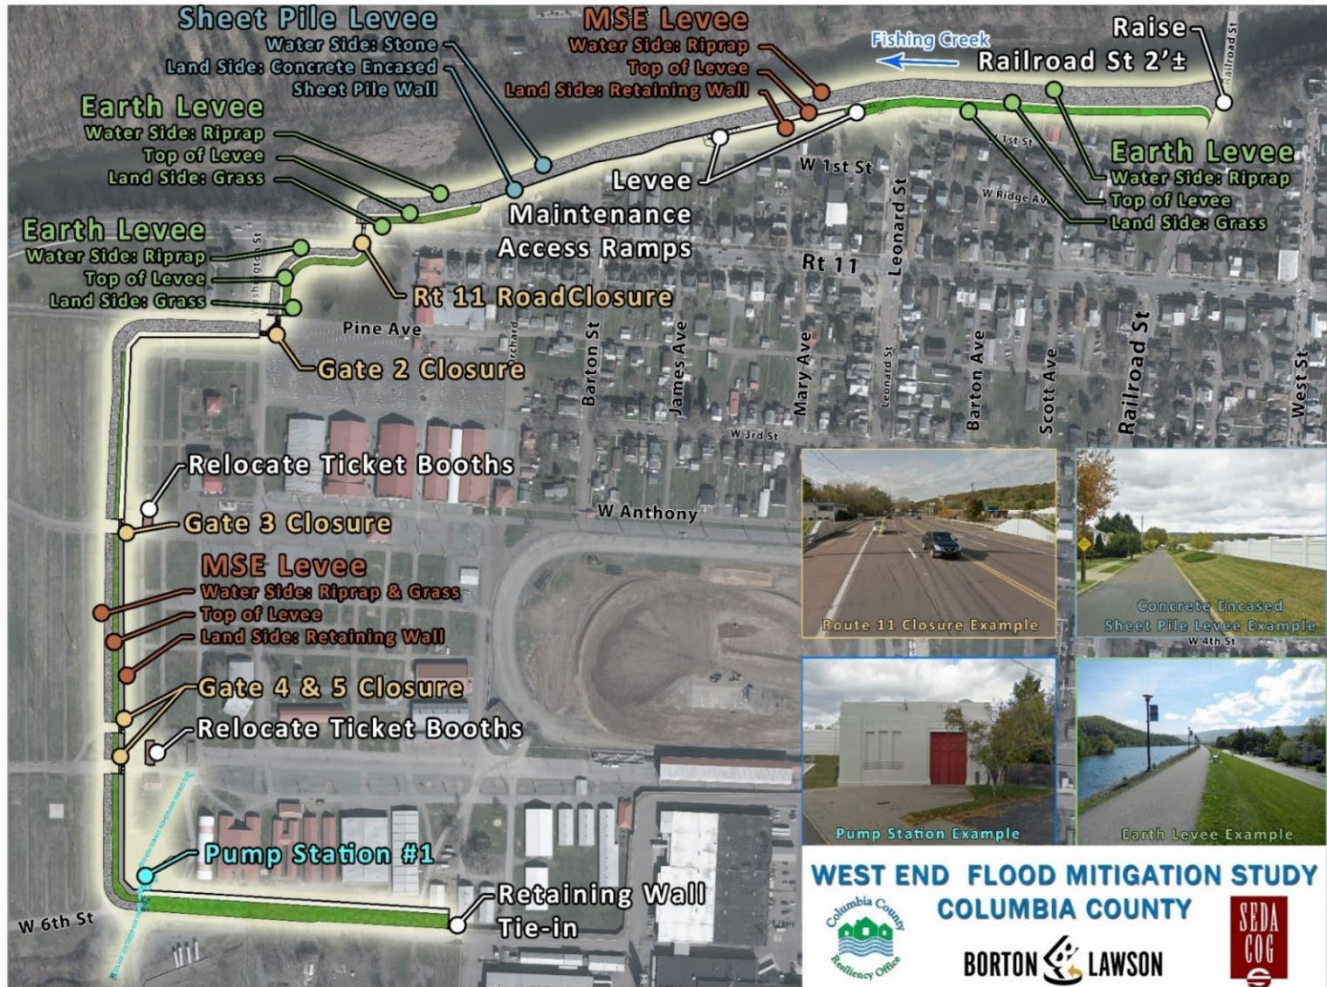 Sheet Pile Levee
Water Side: Stone
Land Side: Concrete Encased
Sheet Pile Wall
MSE Levee
Water Side: Riprap
Top of Levee
Land Side: Retaining Wall
Fishing Creek
Raise
Railroad St 2'±
Railroad St
Earth Levee
Water Side: Riprap
Top of Levee
Land Side: Grass
Earth Levee
Water Side: Riprap
Top of Levee
Land Side: Grass
Earth Levee
Water Side: Riprap
Top of Levee
Land Side: Grass
Levee
Maintenance
Access Ramps
W 1st St
W 1st St
W Ridge Ave
Leonard St
Washington St
Rt 11
Rt 11 RoadClosure
Pine Ave
Orchard
Barton St
James Ave
Mary Ave
Leonard St
Barton Ave
Scott Ave
Railroad St
West St
Gate 2 Closure
W 3rd St
Relocate Ticket Booths
Gate 3 Closure
W Anthony
MSE Levee
Water Side: Riprap & Grass
Top of Levee
Land Side: Retaining Wall
Gate 4 & 5 Closure
Relocate Ticket Booths
Pump Station #1
Retaining Wall
Tie-in
W 6th St
W 4th St
Route 11 Closure Example
Concrete Encased
Sheet Pile Levee Example
Pump Station Example
Earth Levee Example
WEST END FLOOD MITIGATION STUDY
COLUMBIA COUNTY
Columbia County
Resiliency Office
BORTON LAWSON
SEDA
COG